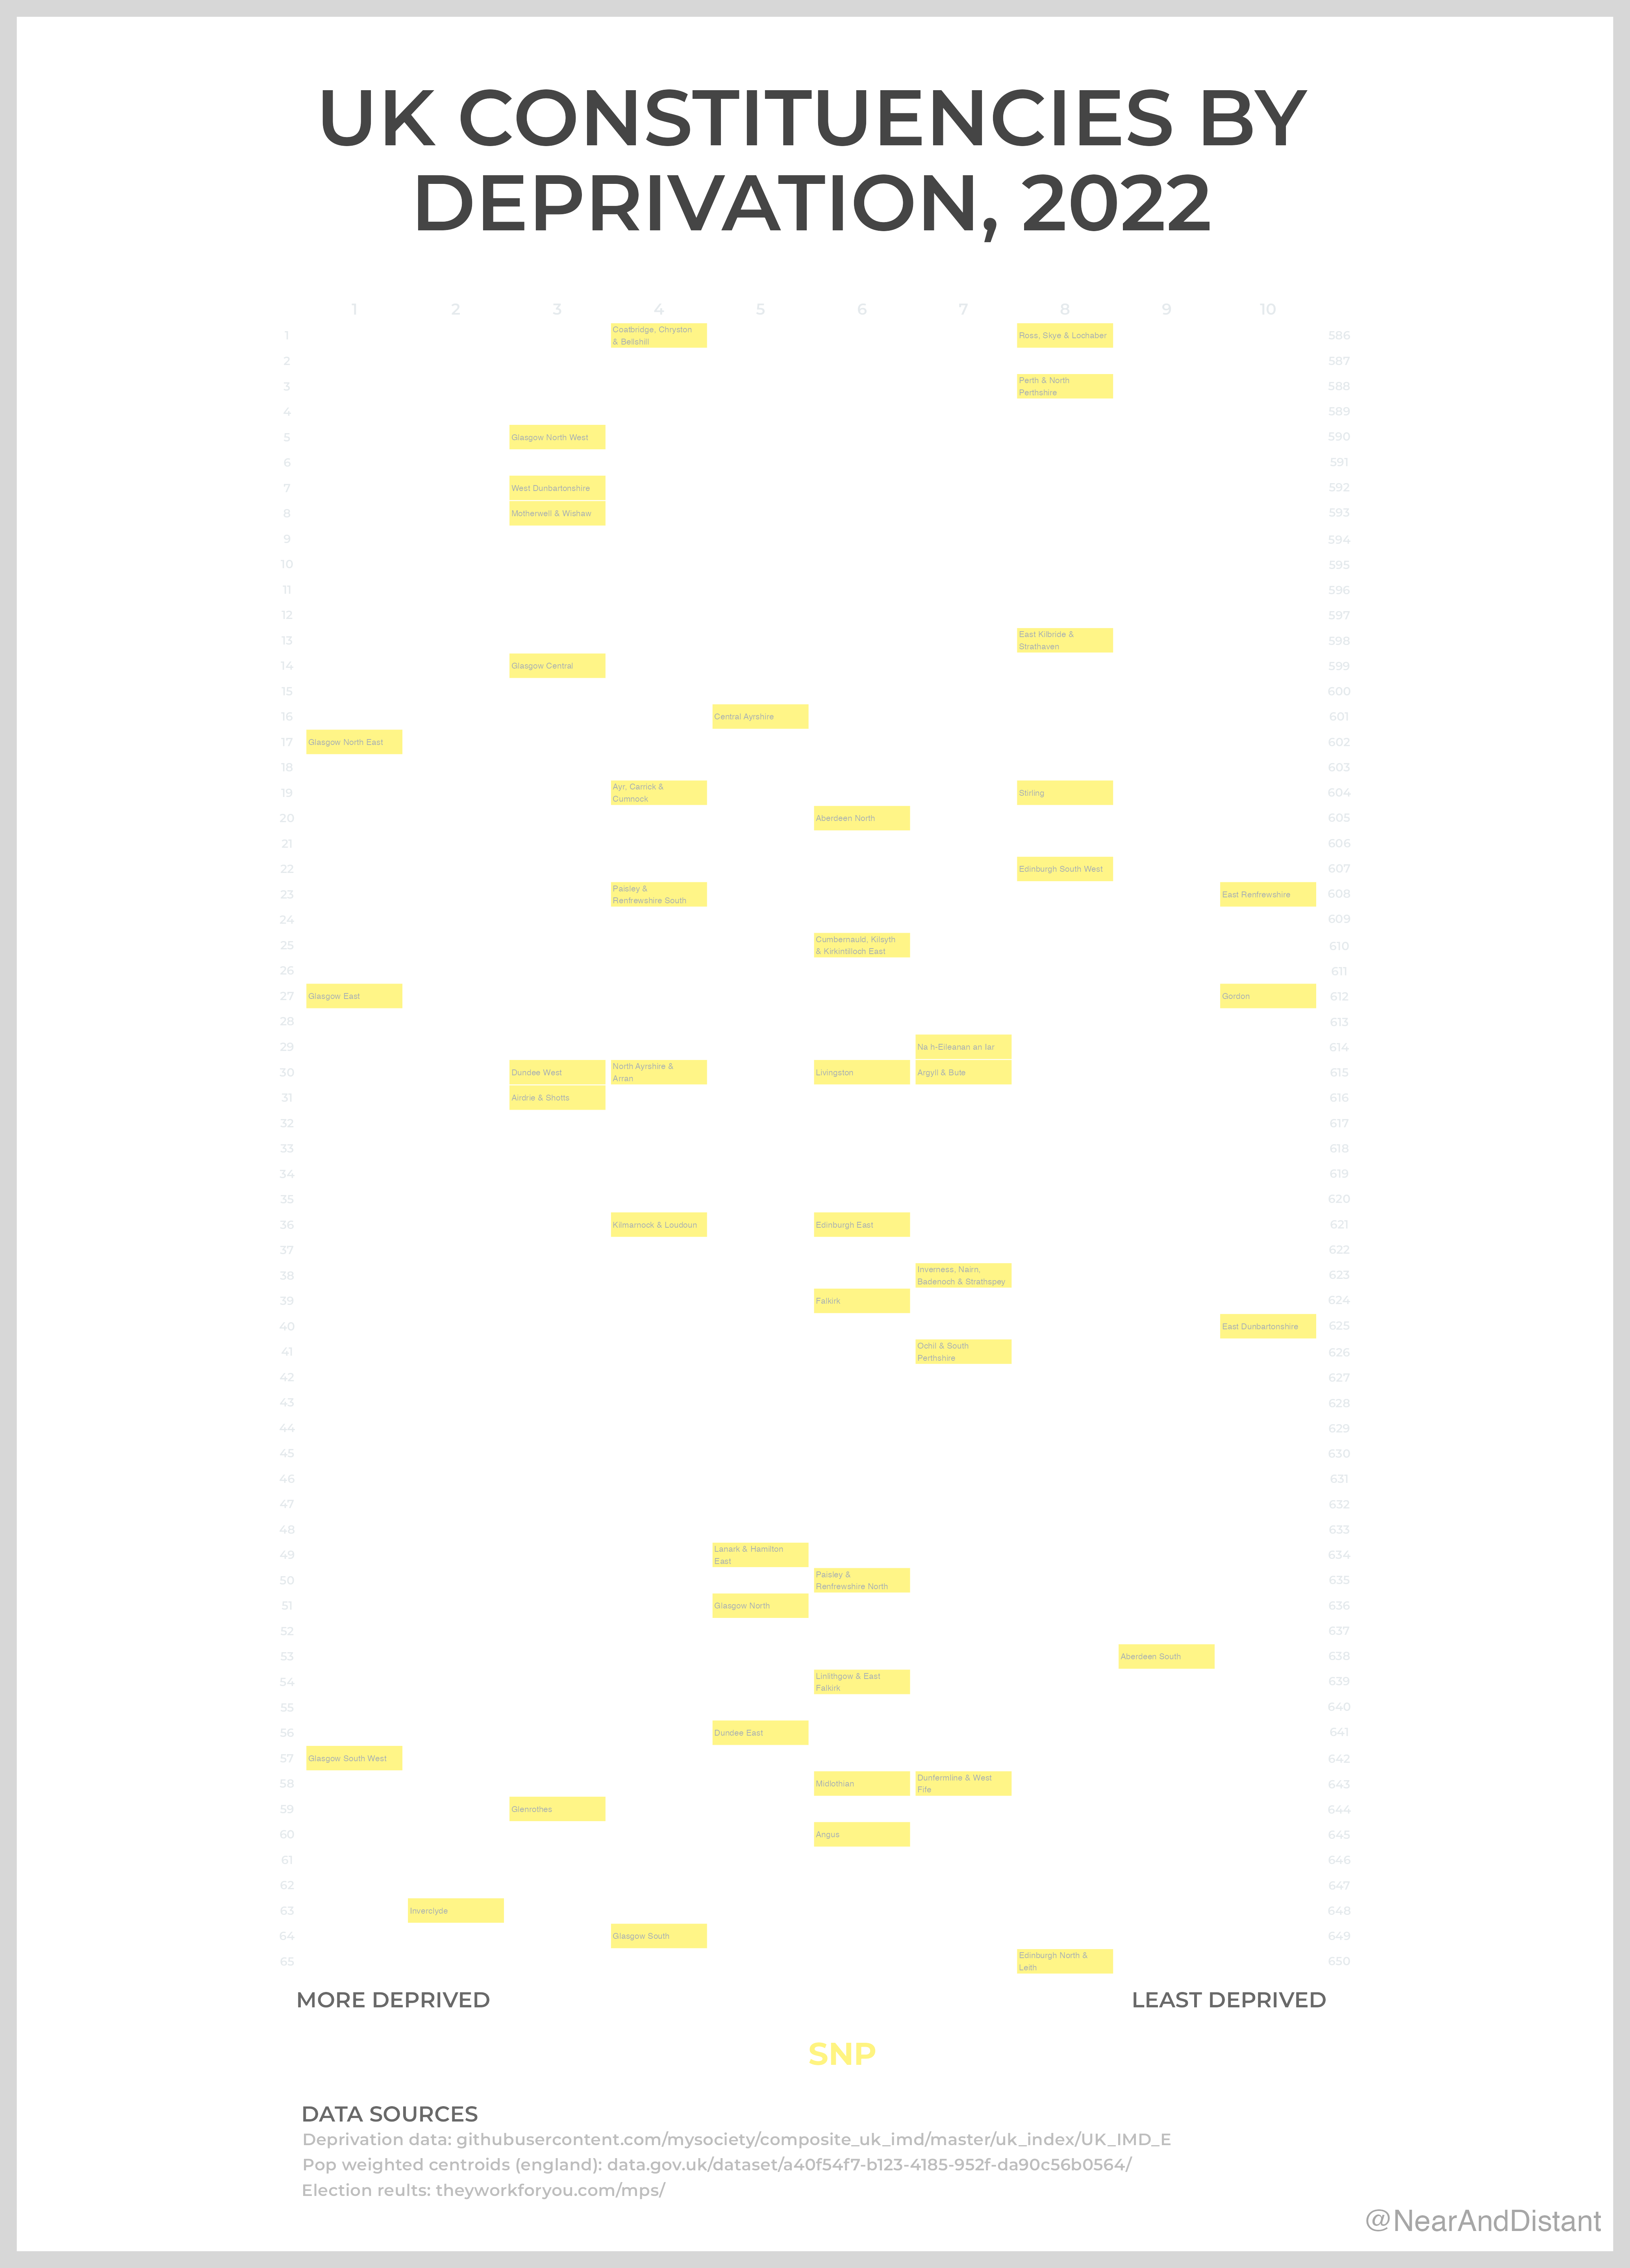 UK CONSTITUENCIES BY
DEPRIVATION, 2022
1 2 3 4 5 6 7 8 9 10
1 Coatbridge, Chryston Ross, Skye & Lochaber 586
& Bellshill
2 587
3 Perth & North 588
Perthshire
4 589
5 Glasgow North West 590
6 591
7 West Dunbartonshire 592
8 Motherwell & Wishaw 593
9 594
10 595
11 596
12 597
13 East Kilbride & 598
Strathaven
14 Glasgow Central 599
15 600
16 Central Ayrshire 601
17 Glasgow North East 602
18 603
19 Ayr, Carrick & Stirling 604
Cumnock
20 Aberdeen North 605
21 606
22 Edinburgh South West 607
23 Paisley & East Renfrewshire 608
Renfrewshire South
24 609
25 Cumbernauld, Kilsyth 610
& Kirkintilloch East
26 611
27 Glasgow East Gordon 612
28 613
29 Na h-Eileanan an Iar 614
30 Dundee West North Ayrshire & Livingston Argyll & Bute 615
Arran
31 Airdrie & Shotts 616
32 617
33 618
34 619
35 620
36 Kilmarnock & Loudoun Edinburgh East 621
37 622
38 Inverness, Nairn, 623
Badenoch & Strathspey
39 Falkirk 624
40 East Dunbartonshire 625
41 Ochil & South 626
Perthshire
42 627
43 628
44 629
45 630
46 631
47 632
48 633
49 Lanark & Hamilton 634
East
50 Paisley & 635
Renfrewshire North
51 Glasgow North 636
52 637
53 Aberdeen South 638
54 Linlithgow & East 639
Falkirk
55 640
56 Dundee East 641
57 Glasgow South West 642
58 Midlothian Dunfermline & West 643
Fife
59 Glenrothes 644
60 Angus 645
61 646
62 647
63 Inverclyde 648
64 Glasgow South 649
65 Edinburgh North & 650
Leith
MORE DEPRIVED LEAST DEPRIVED
SNP
DATA SOURCES
Deprivation data: githubusercontent.com/mysociety/composite_uk_imd/master/uk_index/UK_IMD_E
Pop weighted centroids (england): data.gov.uk/dataset/a40f54f7-b123-4185-952f-da90c56b0564/
Election reults: theyworkforyou.com/mps/
@NearAndDistant